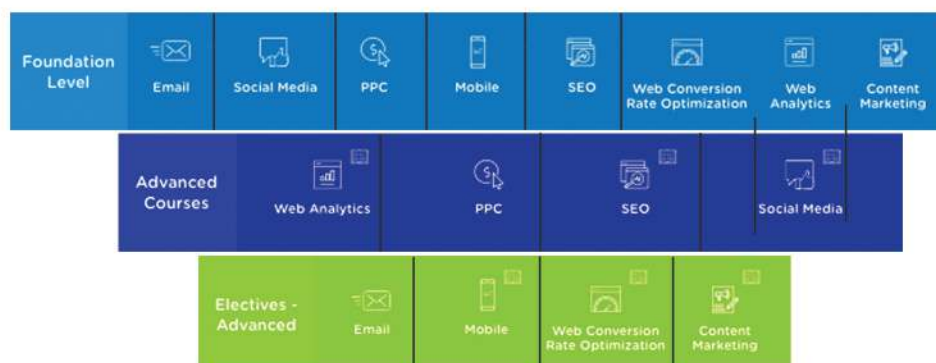 Foundation
Level
Email
Social Media
PPC
Mobile
SEO
Web Conversion
Rate Optimization
Web
Analytics
Content
Marketing
Advanced
Courses
Web Analytics
PPC
SEO
Social Media
Electives -
Advanced
Email
Mobile
Web Conversion
Rate Optimization
Content
Marketing